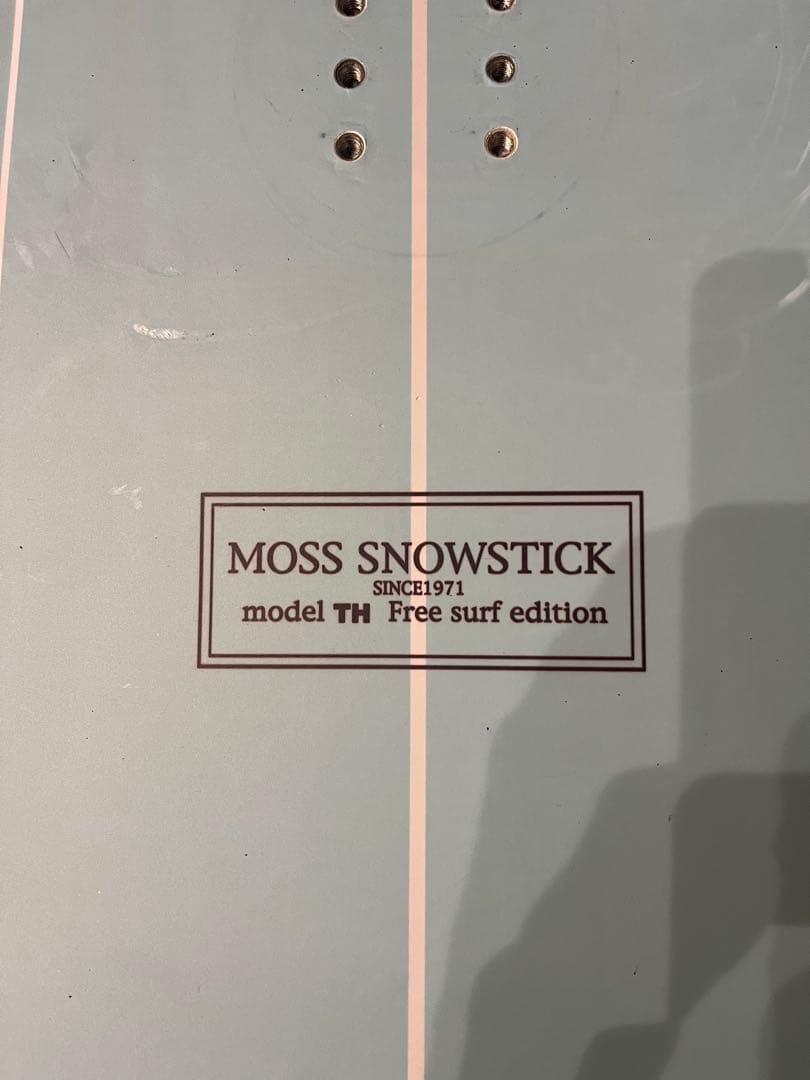 MOSS SNOWSTICK
SINCE1971
model TH Free surf edition